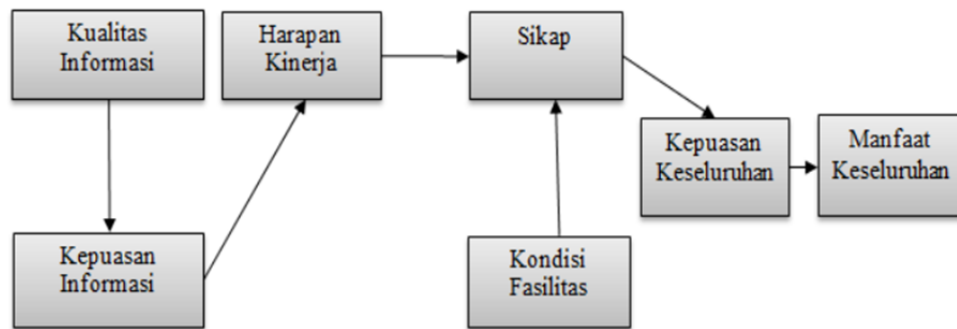 Kualitas
Informasi
Harapan
Kinerja
Sikap
Kepuasan
Keseluruhan
Manfaat
Keseluruhan
Kepuasan
Informasi
Kondisi
Fasilitas